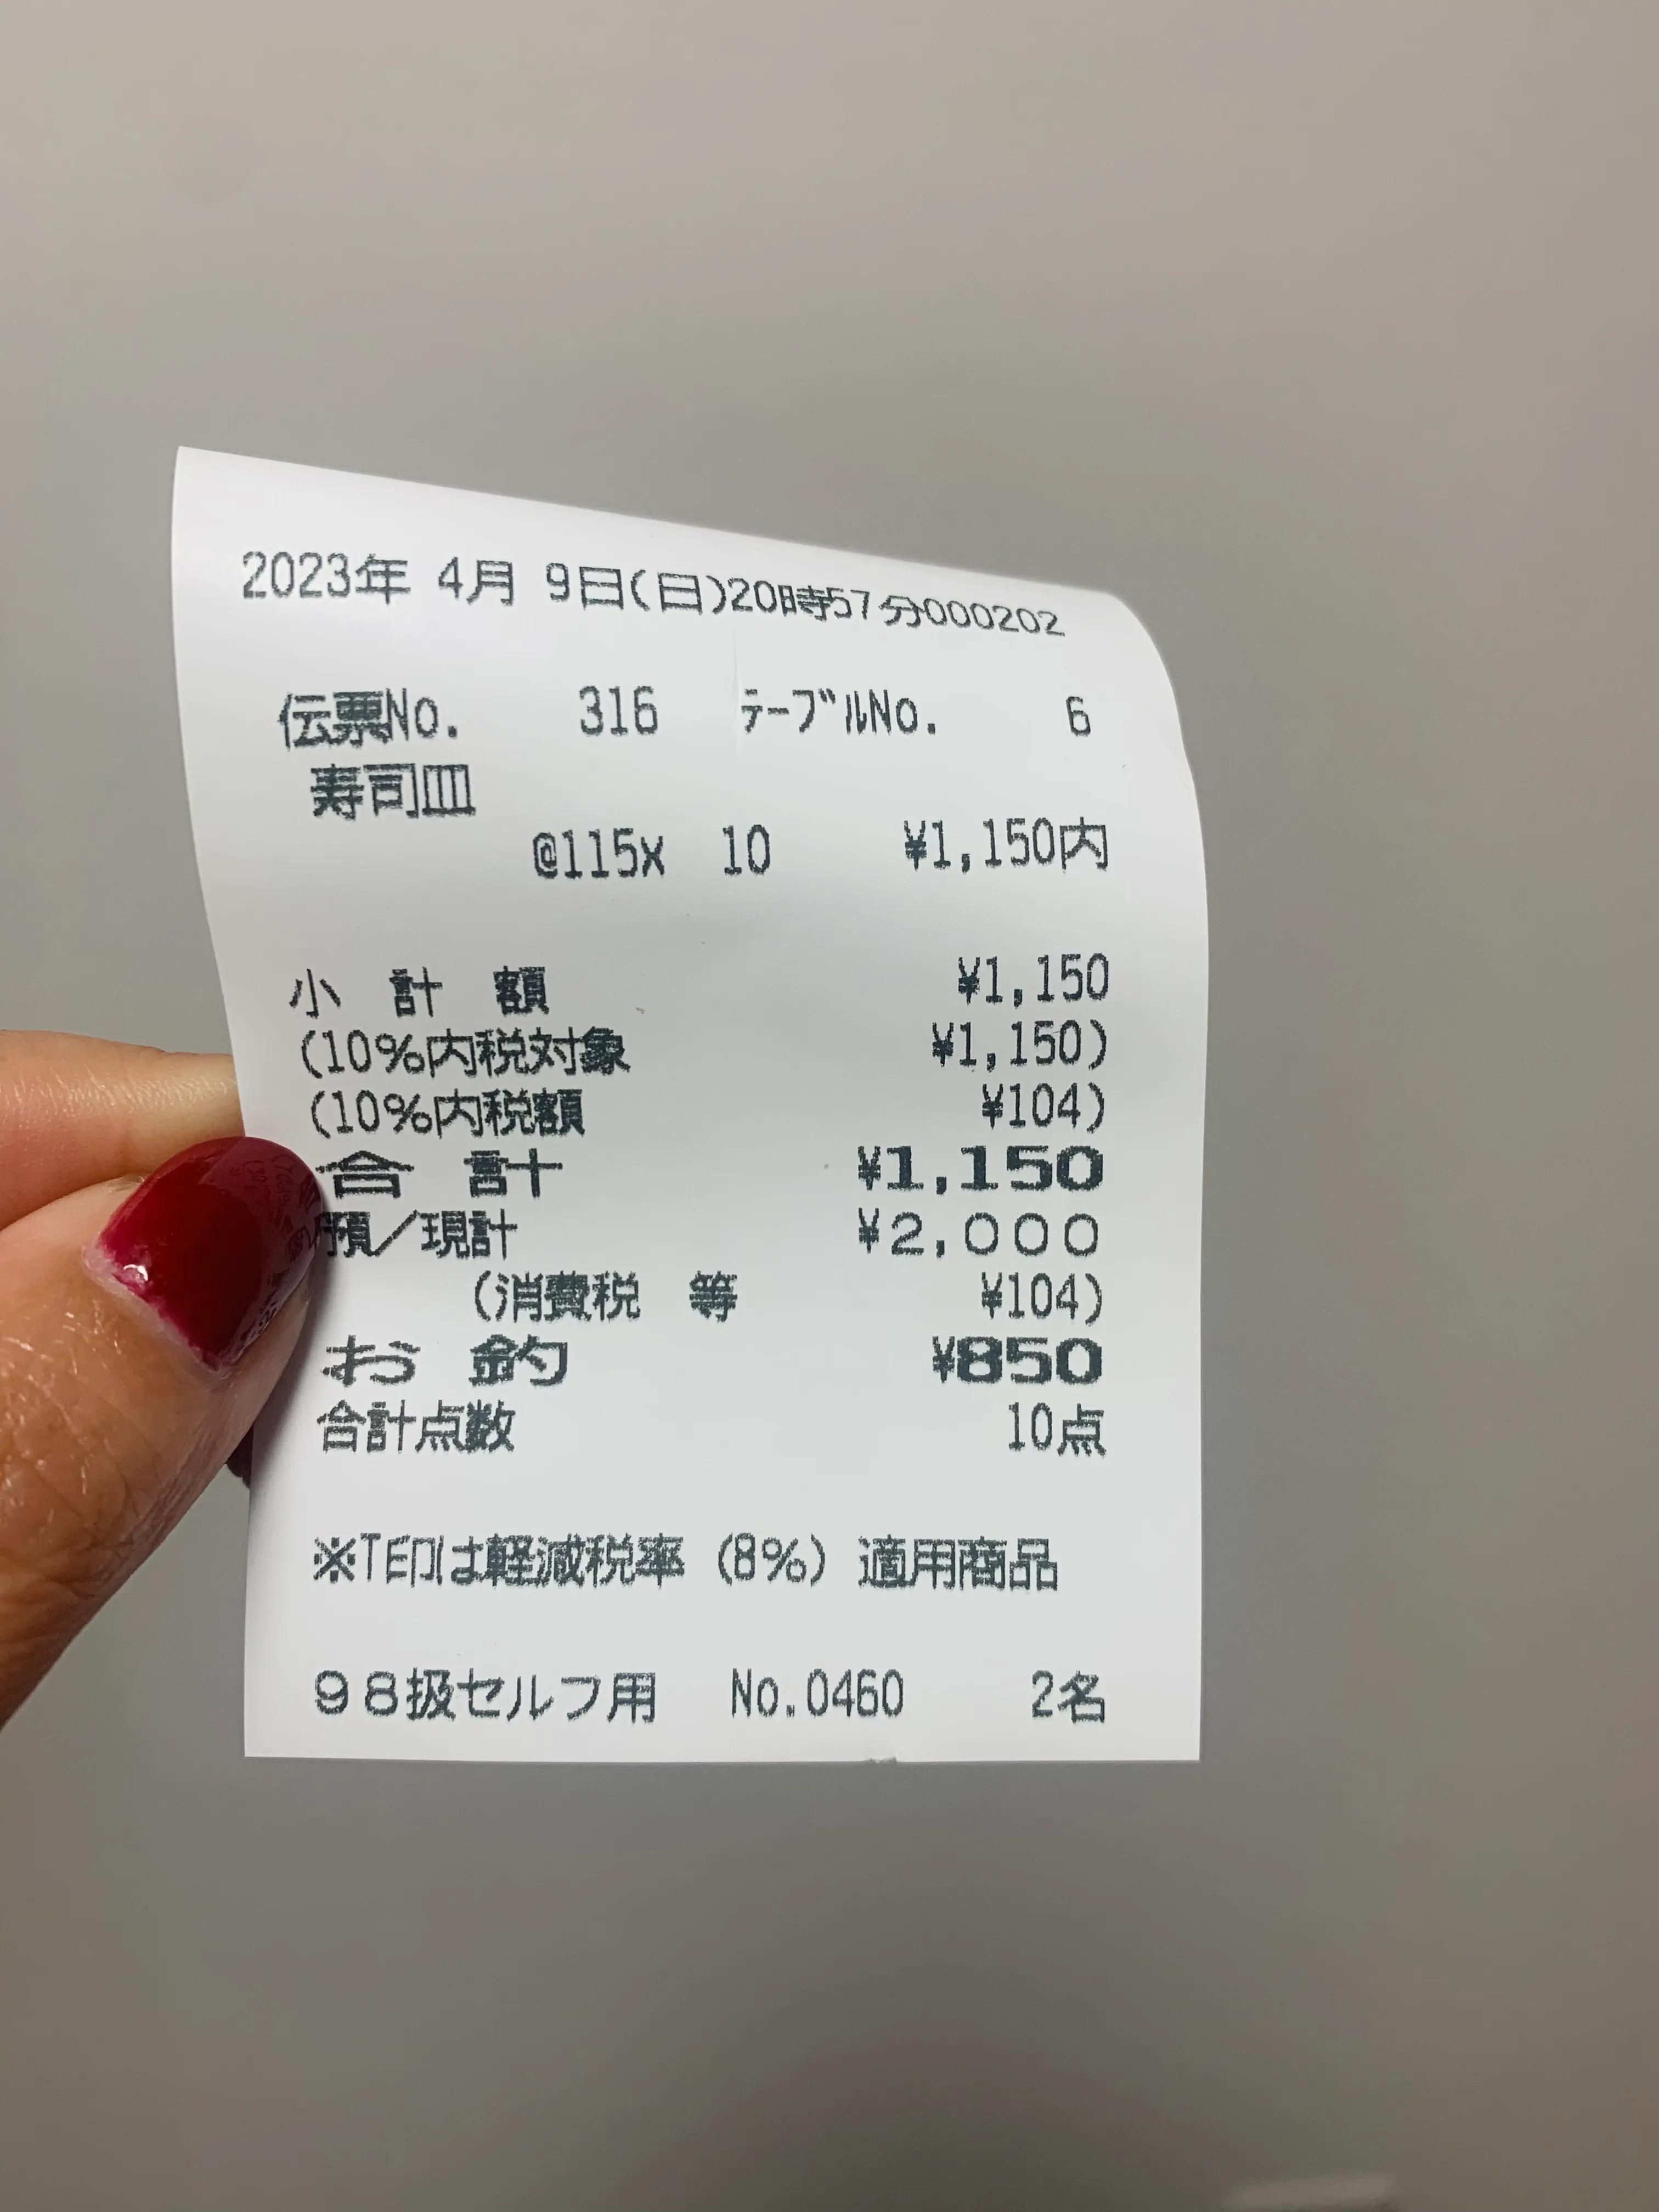 2023年 4月 9日(日)20時57分000202
伝票No. 316 ﾃｰﾌﾞﾙNo. 6
寿司皿
@115x 10 ¥1,150内
小 計 額 ¥1,150
(10%内税対象 ¥1,150)
(10%内税額 ¥104)
合 計 ¥1,150
預／現計 ¥2,000
(消費税 等 ¥104)
お 釣 ¥850
合計点数 10点
※T印は軽減税率 (8%) 適用商品
９８扱セルフ用 No.0460 2名